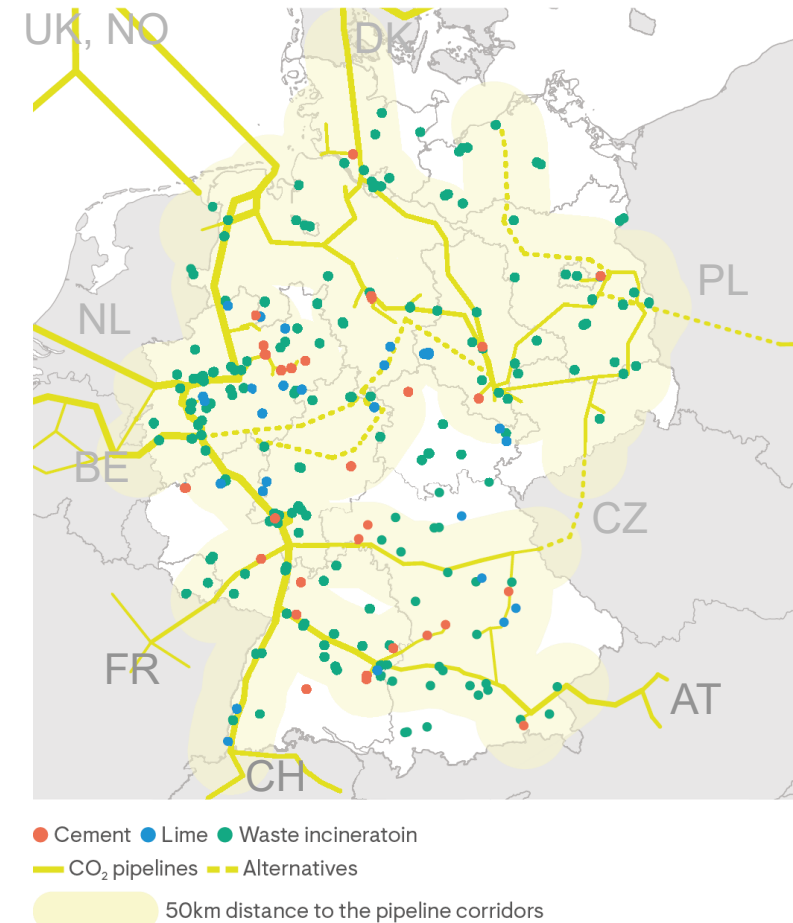 UK, NO
DK
PL
NL
BE
CZ
FR
AT
CH
Cement Lime Waste incineratoin
CO₂ pipelines Alternatives
50km distance to the pipeline corridors